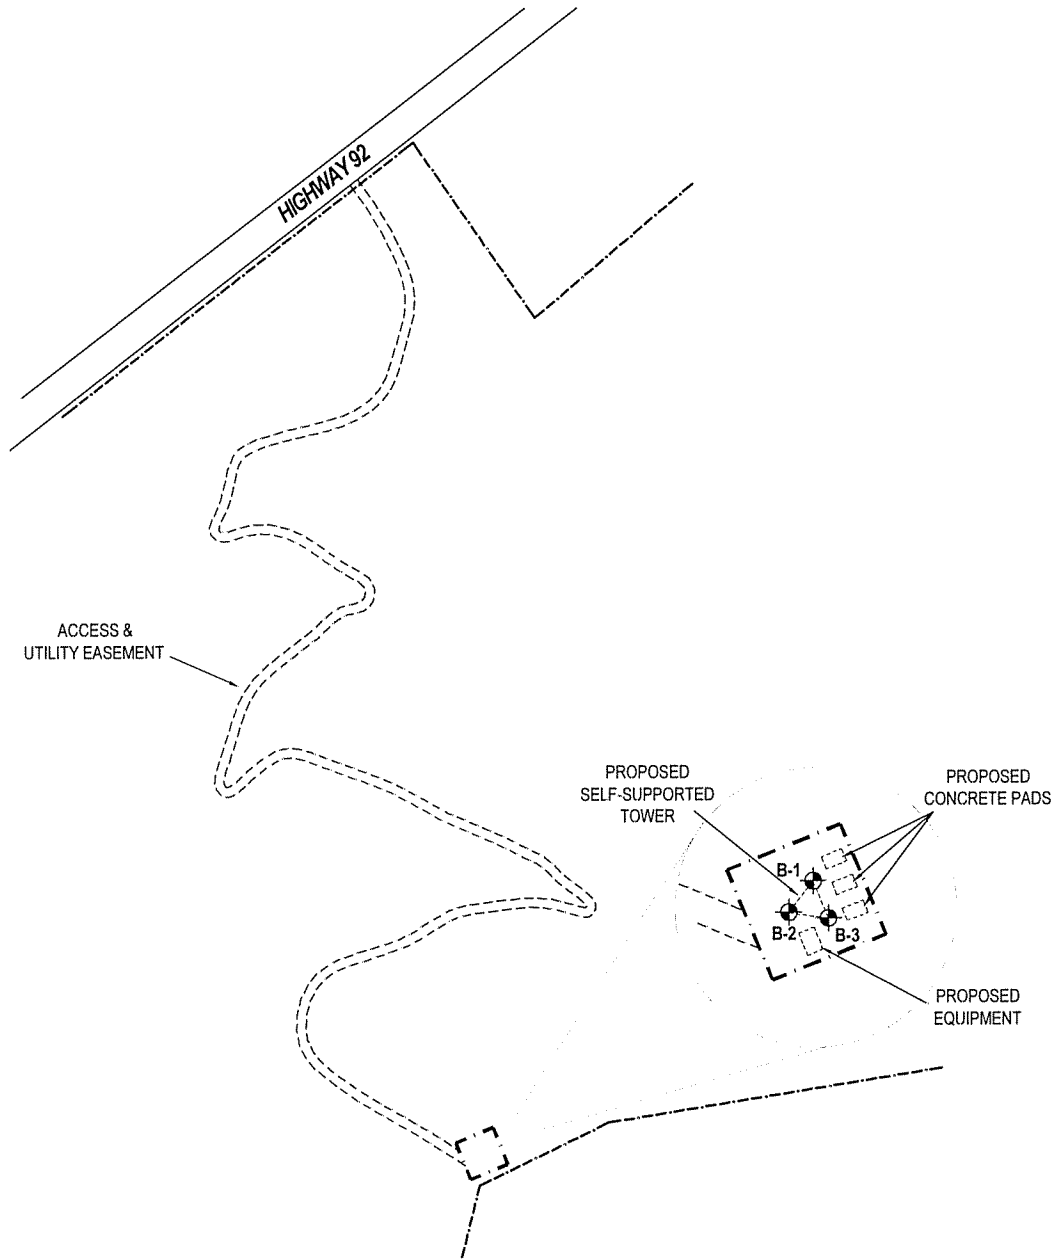 HIGHWAY 92
ACCESS &
UTILITY EASEMENT
PROPOSED
SELF-SUPPORTED
TOWER
PROPOSED
CONCRETE PADS
B-1
B-2
B-3
PROPOSED
EQUIPMENT